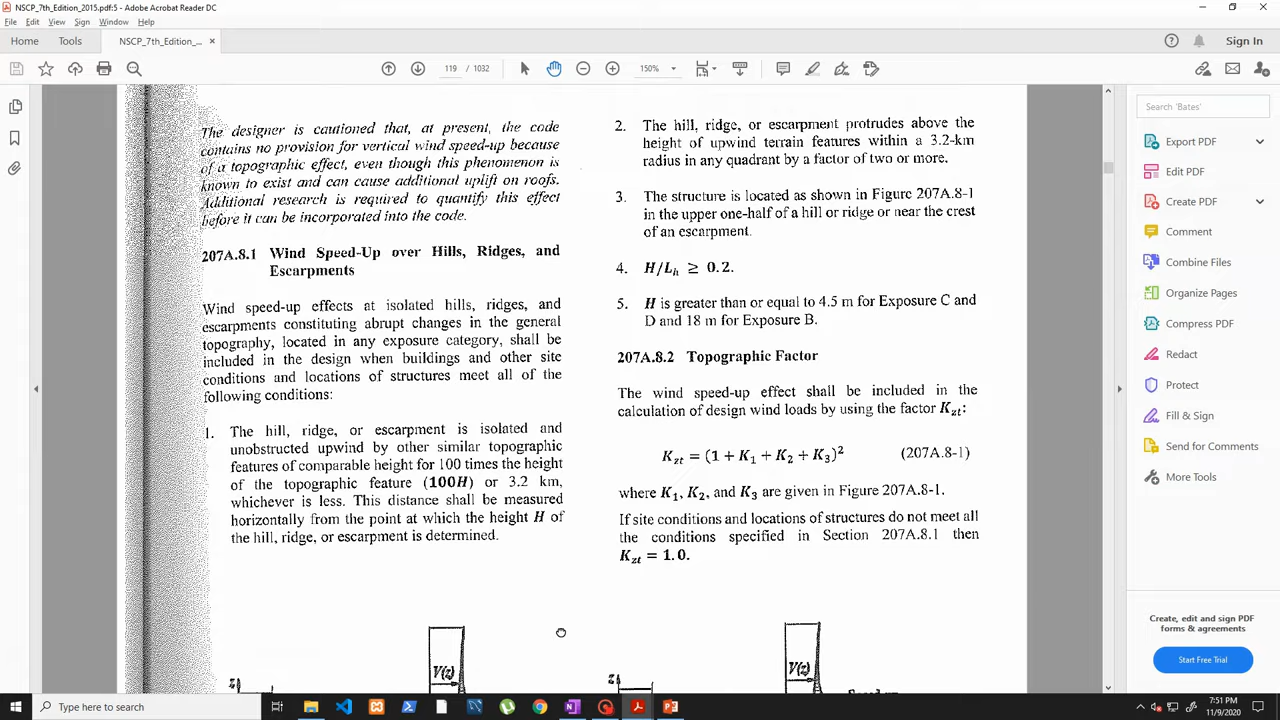 NSCP_7th_Edition_2015.pdf:5 - Adobe Acrobat Reader DC
File Edit View Sign Window Help
Home Tools NSCP_7th_Edition_... × Sign In
119 / 1032 150%
The designer is cautioned that, at present, the code
contains no provision for vertical wind speed-up because
of a topographic effect, even though this phenomenon is
known to exist and can cause additional uplift on roofs.
Additional research is required to quantify this effect
before it can be incorporated into the code.
207A.8.1 Wind Speed-Up over Hills, Ridges, and
Escarpments
Wind speed-up effects at isolated hills, ridges, and
escarpments constituting abrupt changes in the general
topography, located in any exposure category, shall be
included in the design when buildings and other site
conditions and locations of structures meet all of the
following conditions:
1. The hill, ridge, or escarpment is isolated and
unobstructed upwind by other similar topographic
features of comparable height for 100 times the height
of the topographic feature (100H) or 3.2 km,
whichever is less. This distance shall be measured
horizontally from the point at which the height H of
the hill, ridge, or escarpment is determined.
2. The hill, ridge, or escarpment protrudes above the
height of upwind terrain features within a 3.2-km
radius in any quadrant by a factor of two or more.
3. The structure is located as shown in Figure 207A.8-1
in the upper one-half of a hill or ridge or near the crest
of an escarpment.
4. H/Lₕ ≥ 0.2.
5. H is greater than or equal to 4.5 m for Exposure C and
D and 18 m for Exposure B.
207A.8.2 Topographic Factor
The wind speed-up effect shall be included in the
calculation of design wind loads by using the factor Kzt:
Kzt = (1 + K₁ + K₂ + K₃)² (207A.8-1)
where K₁, K₂, and K₃ are given in Figure 207A.8-1.
If site conditions and locations of structures do not meet all
the conditions specified in Section 207A.8.1 then
Kzt = 1.0.
V(z)
z
V(z)
z
Search 'Bates'
Export PDF
Edit PDF
Create PDF
Comment
Combine Files
Organize Pages
Compress PDF
Redact
Protect
Fill & Sign
Send for Comments
More Tools
Create, edit and sign PDF
forms & agreements
Start Free Trial
Type here to search
7:51 PM
11/9/2020